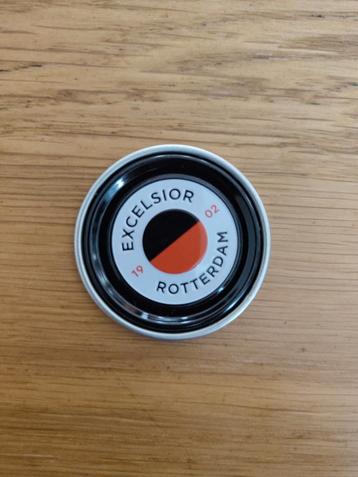 EXCELSIOR
19 02
ROTTERDAM